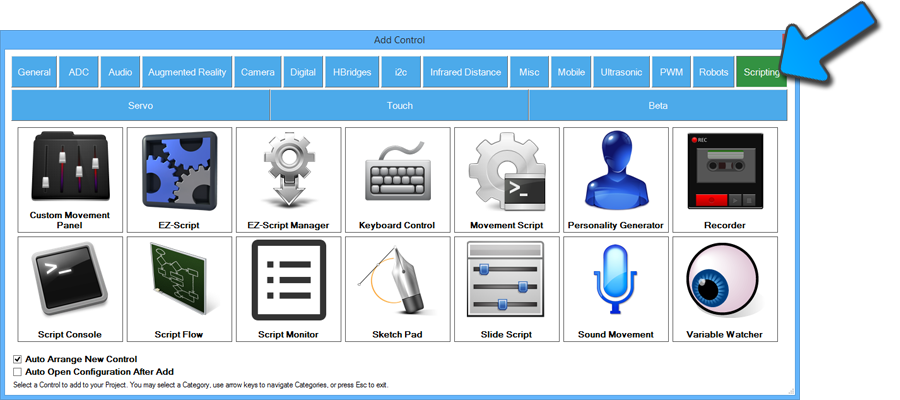 Add Control
General ADC Audio Augmented Reality Camera Digital HBridges i2c Infrared Distance Misc Mobile Ultrasonic PWM Robots Scripting
Servo Touch Beta
REC
Custom Movement
Panel
EZ-Script EZ-Script Manager Keyboard Control Movement Script Personality Generator Recorder
Script Console Script Flow Script Monitor Sketch Pad Slide Script Sound Movement Variable Watcher
Auto Arrange New Control
Auto Open Configuration After Add
Select a Control to add to your Project. You may select a Category, use arrow keys to navigate Categories, or press Esc to exit.